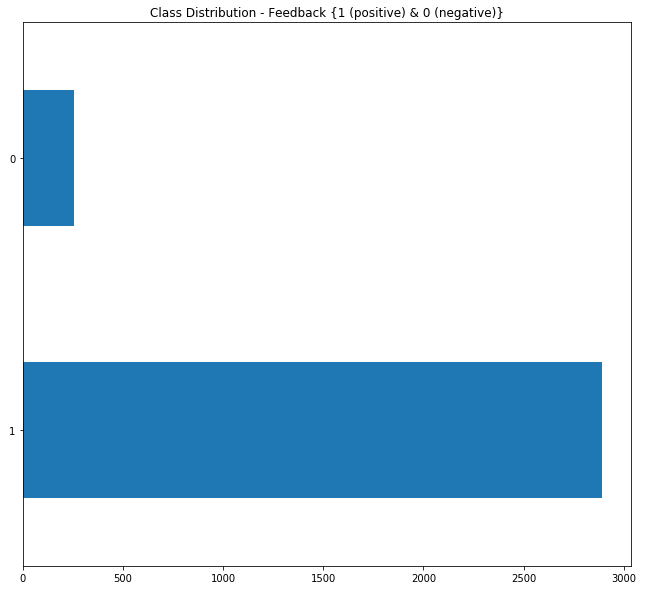 Class Distribution - Feedback {1 (positive) & 0 (negative)}
0
1
0 500 1000 1500 2000 2500 3000